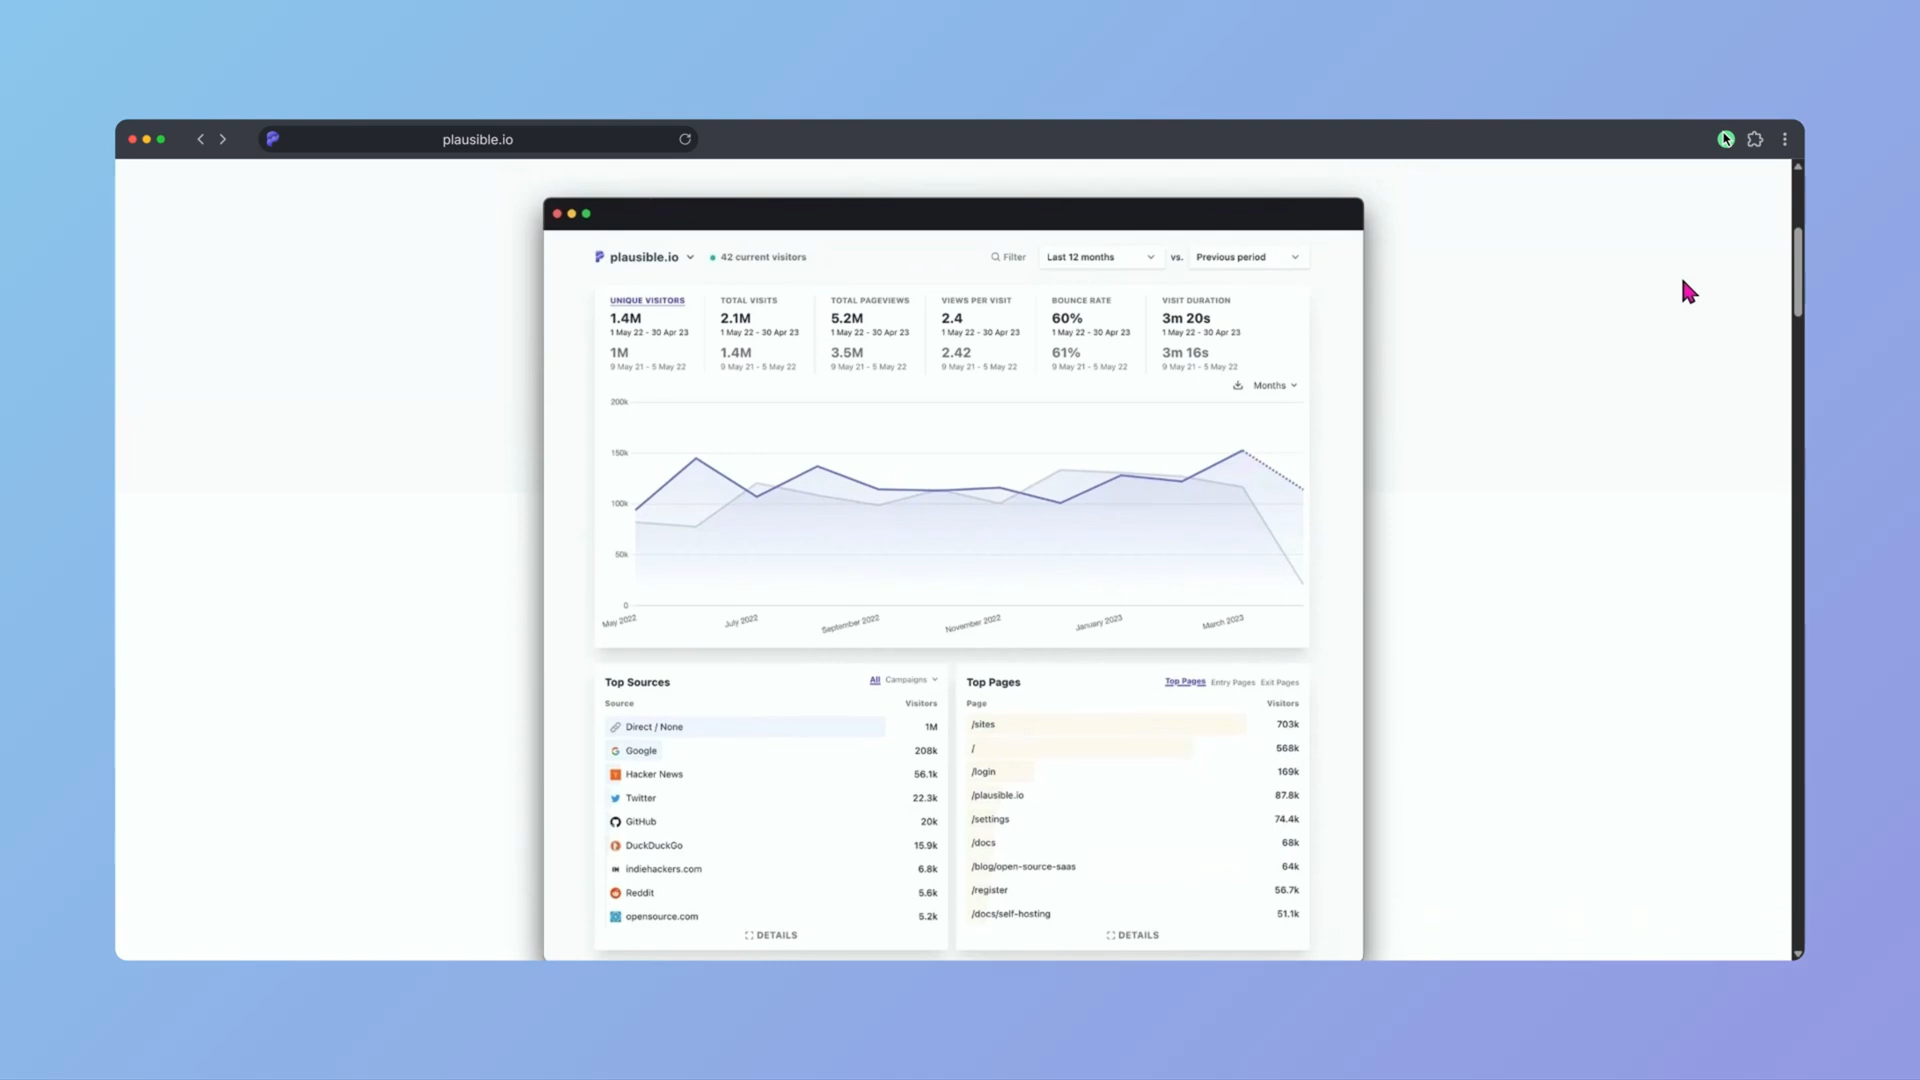 plausible.io
plausible.io 42 current visitors Filter Last 12 months vs. Previous period
UNIQUE VISITORS TOTAL VISITS TOTAL PAGEVIEWS VIEWS PER VISIT BOUNCE RATE VISIT DURATION
1.4M 2.1M 5.2M 2.4 60% 3m 20s
1 May 22 - 30 Apr 23 1 May 22 - 30 Apr 23 1 May 22 - 30 Apr 23 1 May 22 - 30 Apr 23 1 May 22 - 30 Apr 23 1 May 22 - 30 Apr 23
1M 1.4M 3.5M 2.42 61% 3m 16s
9 May 21 - 5 May 22 9 May 21 - 5 May 22 9 May 21 - 5 May 22 9 May 21 - 5 May 22 9 May 21 - 5 May 22 9 May 21 - 5 May 22
Months
200k
150k
100k
50k
0
May 2022 July 2022 September 2022 November 2022 January 2023 March 2023
Top Sources All Campaigns
Source Visitors
Direct / None 1M
Google 208k
Hacker News 56.1k
Twitter 22.3k
GitHub 20k
DuckDuckGo 15.9k
indiehackers.com 6.8k
Reddit 5.6k
opensource.com 5.2k
DETAILS
Top Pages Top Pages Entry Pages Exit Pages
Page Visitors
/sites 703k
/ 568k
/login 169k
/plausible.io 87.8k
/settings 74.4k
/docs 68k
/blog/open-source-saas 64k
/register 56.7k
/docs/self-hosting 51.1k
DETAILS